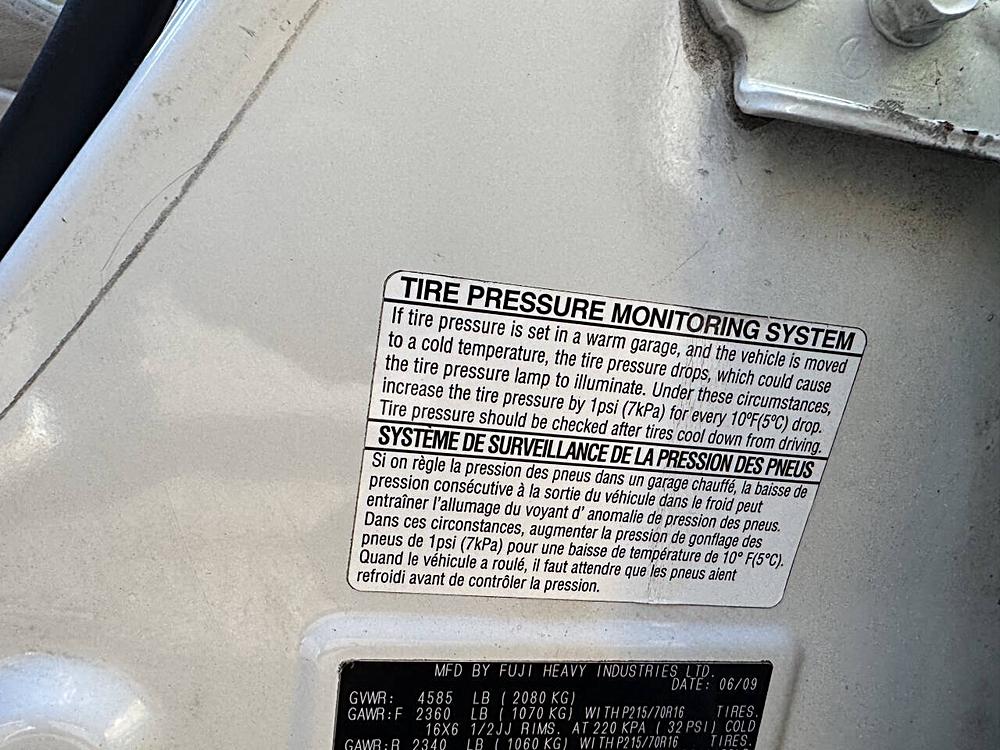 TIRE PRESSURE MONITORING SYSTEM
If tire pressure is set in a warm garage, and the vehicle is moved
to a cold temperature, the tire pressure drops, which could cause
the tire pressure lamp to illuminate. Under these circumstances,
increase the tire pressure by 1psi (7kPa) for every 10ºF(5ºC) drop.
Tire pressure should be checked after tires cool down from driving.
SYSTÈME DE SURVEILLANCE DE LA PRESSION DES PNEUS
Si on règle la pression des pneus dans un garage chauffé, la baisse de
pression consécutive à la sortie du véhicule dans le froid peut
entraîner l'allumage du voyant d' anomalie de pression des pneus.
Dans ces circonstances, augmenter la pression de gonflage des
pneus de 1psi (7kPa) pour une baisse de température de 10° F(5°C).
Quand le véhicule a roulé, il faut attendre que les pneus aient
refroidi avant de contrôler la pression.
MFD BY FUJI HEAVY INDUSTRIES LTD.
DATE: 06/09
GVWR: 4585 LB (2080 KG)
GAWR:F 2360 LB (1070 KG) WITH P215/70R16 TIRES.
16X6 1/2JJ RIMS. AT 220 KPA (32PSI) COLD
GAWR:R 2340 LB (1060 KG) WITH P215/70R16 TIRES.